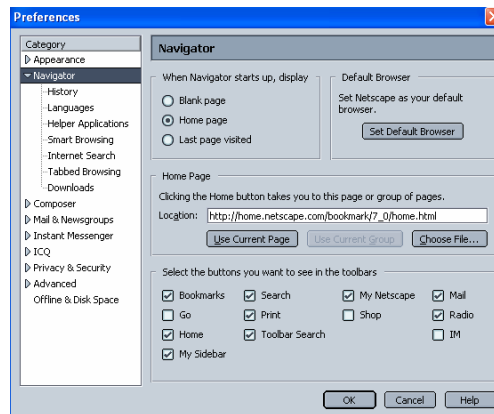 Preferences
Category
Appearance
Navigator
History
Languages
Helper Applications
Smart Browsing
Internet Search
Tabbed Browsing
Downloads
Composer
Mail & Newsgroups
Instant Messenger
ICQ
Privacy & Security
Advanced
Offline & Disk Space
Navigator
When Navigator starts up, display
Blank page
Home page
Last page visited
Default Browser
Set Netscape as your default
browser.
Set Default Browser
Home Page
Clicking the Home button takes you to this page or group of pages.
Location: http://home.netscape.com/bookmark/7_0/home.html
Use Current Page Use Current Group Choose File...
Select the buttons you want to see in the toolbars
Bookmarks Search My Netscape Mail
Go Print Shop Radio
Home Toolbar Search IM
My Sidebar
OK Cancel Help